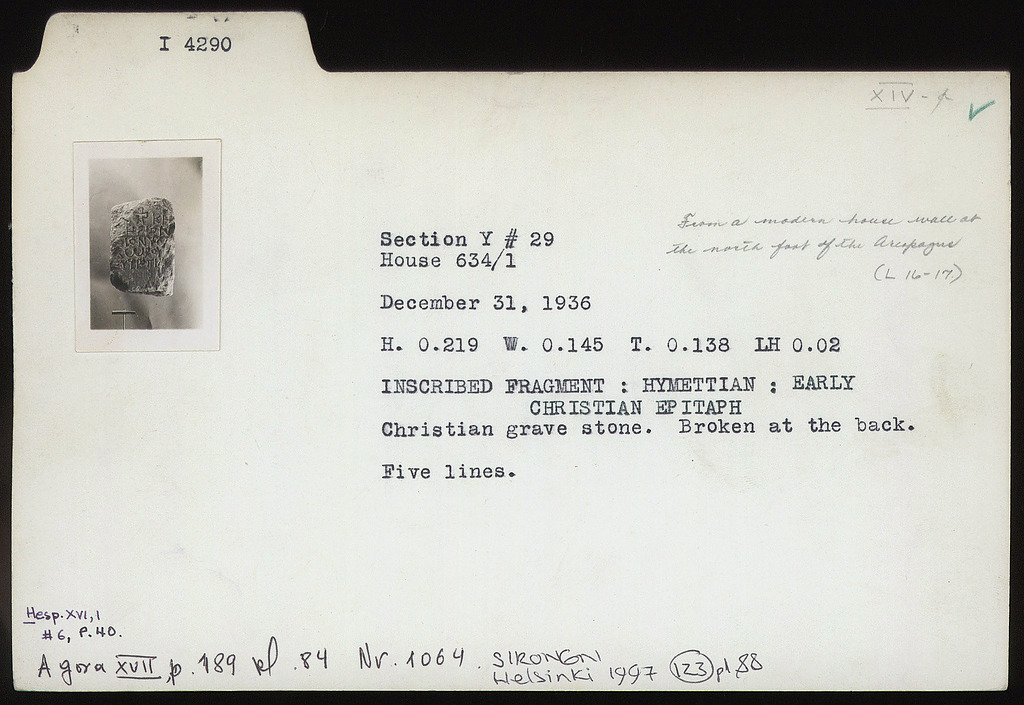 I 4290
XIV-
From a modern house wall at
the north foot of the Areopagus
(L 16-17)
Section Y # 29
House 634/1
December 31, 1936
H. 0.219 W. 0.145 T. 0.138 LH 0.02
INSCRIBED FRAGMENT : HYMETTIAN : EARLY
CHRISTIAN EPITAPH
Christian grave stone. Broken at the back.
Five lines.
Hesp. XVI, 1
#6, P. 40.
Agora XVII, p. 189 pl .84 Nr. 1064. SIRONEN
Helsinki 1997 123 pl 88